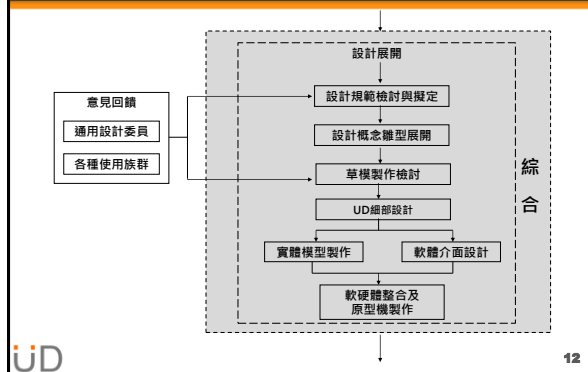 設計展開
設計規範檢討與擬定
意見回饋
通用設計委員
各種使用族群
設計概念雛型展開
草模製作檢討
UD細部設計
實體模型製作
軟體介面設計
軟硬體整合及
原型機製作
綜
合
UD
12